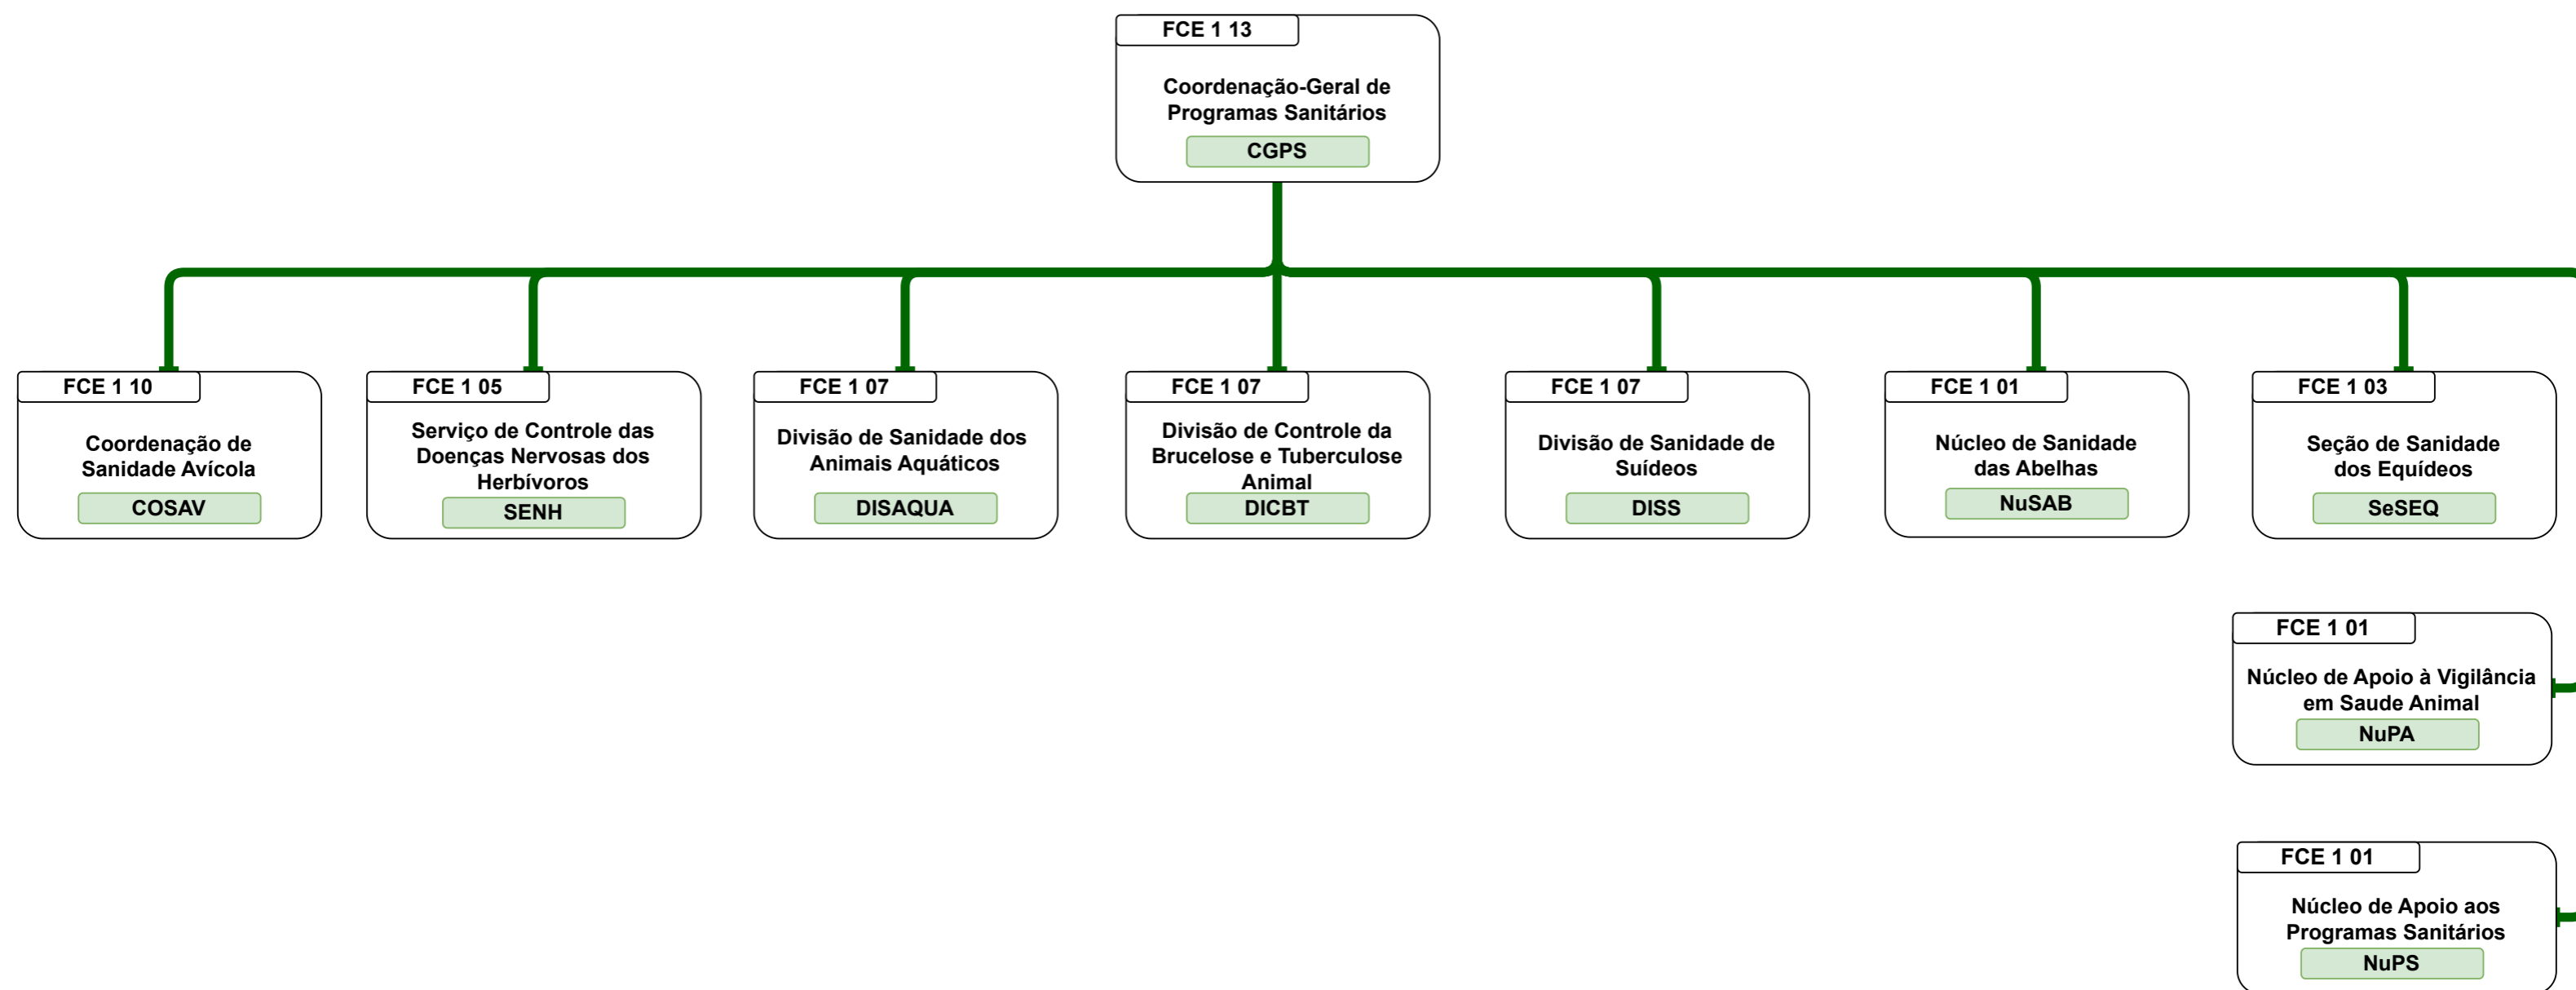 FCE 1 13
Coordenação-Geral de
Programas Sanitários
CGPS
FCE 1 10
Coordenação de
Sanidade Avícola
COSAV
FCE 1 05
Serviço de Controle das
Doenças Nervosas dos
Herbívoros
SENH
FCE 1 07
Divisão de Sanidade dos
Animais Aquáticos
DISAQUA
FCE 1 07
Divisão de Controle da
Brucelose e Tuberculose
Animal
DICBT
FCE 1 07
Divisão de Sanidade de
Suídeos
DISS
FCE 1 01
Núcleo de Sanidade
das Abelhas
NuSAB
FCE 1 03
Seção de Sanidade
dos Equídeos
SeSEQ
FCE 1 01
Núcleo de Apoio à Vigilância
em Saude Animal
NuPA
FCE 1 01
Núcleo de Apoio aos
Programas Sanitários
NuPS